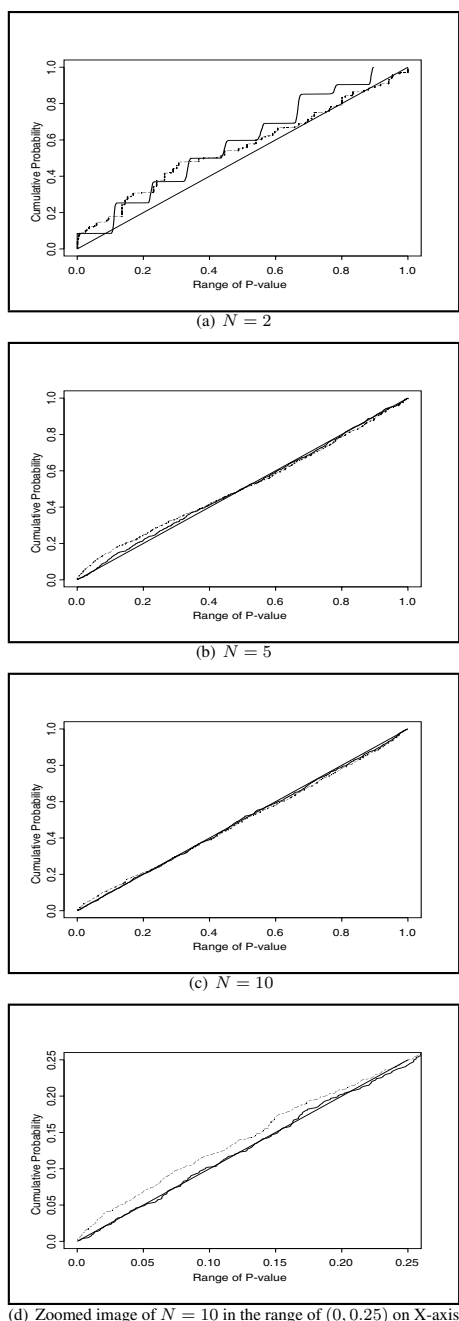 1.0
0.8
0.6
0.4
0.2
0.0
Cumulative Probability
0.0 0.2 0.4 0.6 0.8 1.0
Range of P-value
(a) N = 2
1.0
0.8
0.6
0.4
0.2
0.0
Cumulative Probability
0.0 0.2 0.4 0.6 0.8 1.0
Range of P-value
(b) N = 5
1.0
0.8
0.6
0.4
0.2
0.0
Cumulative Probability
0.0 0.2 0.4 0.6 0.8 1.0
Range of P-value
(c) N = 10
0.25
0.20
0.15
0.10
0.05
0.0
Cumulative Probability
0.0 0.05 0.10 0.15 0.20 0.25
Range of P-value
(d) Zoomed image of N = 10 in the range of (0, 0.25) on X-axis